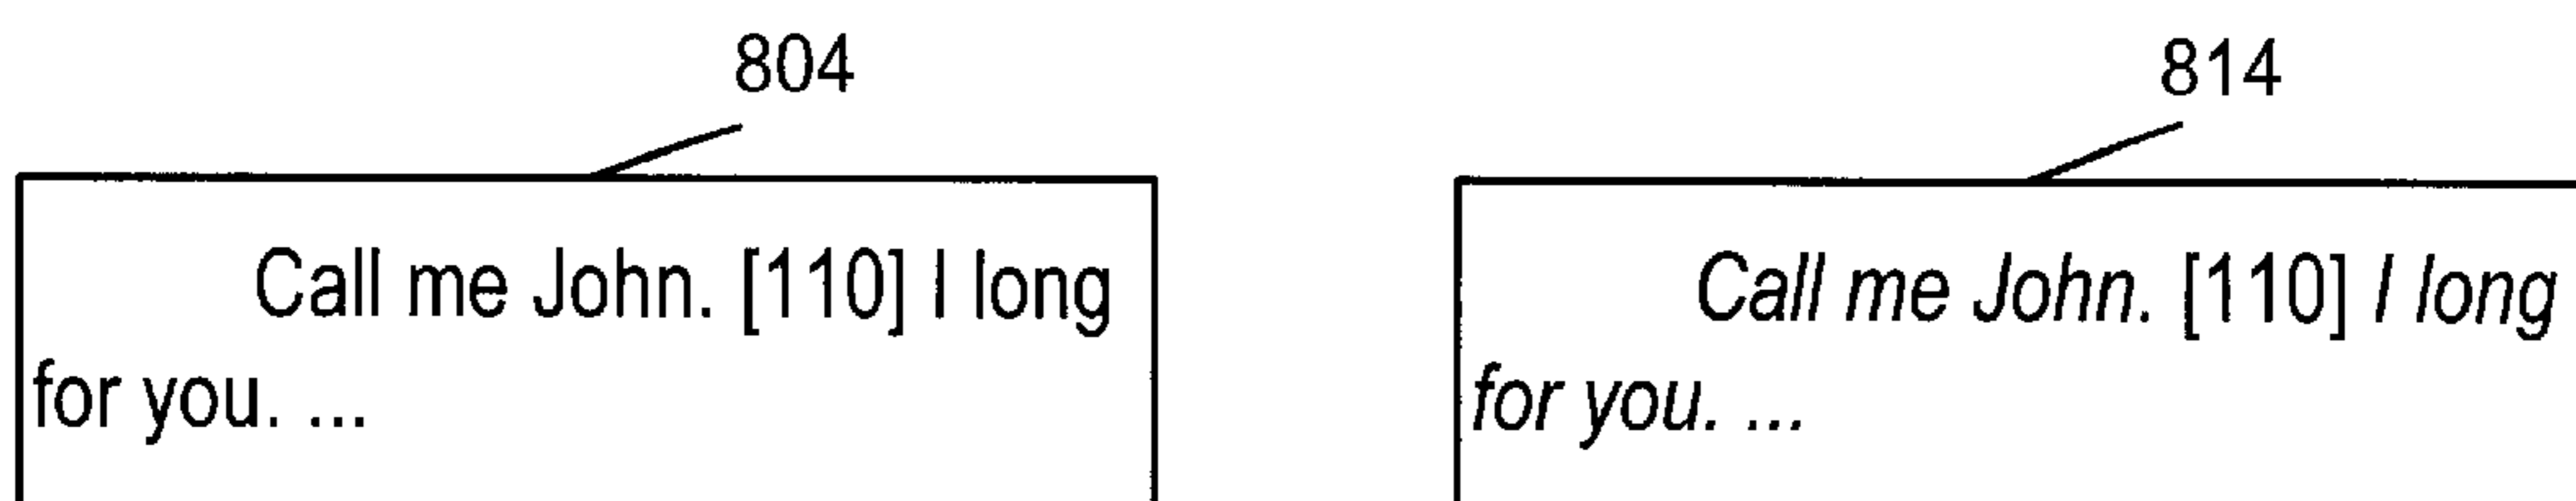 804
Call me John. [110] I long
for you. ...
814
Call me John. [110] I long
for you. ...